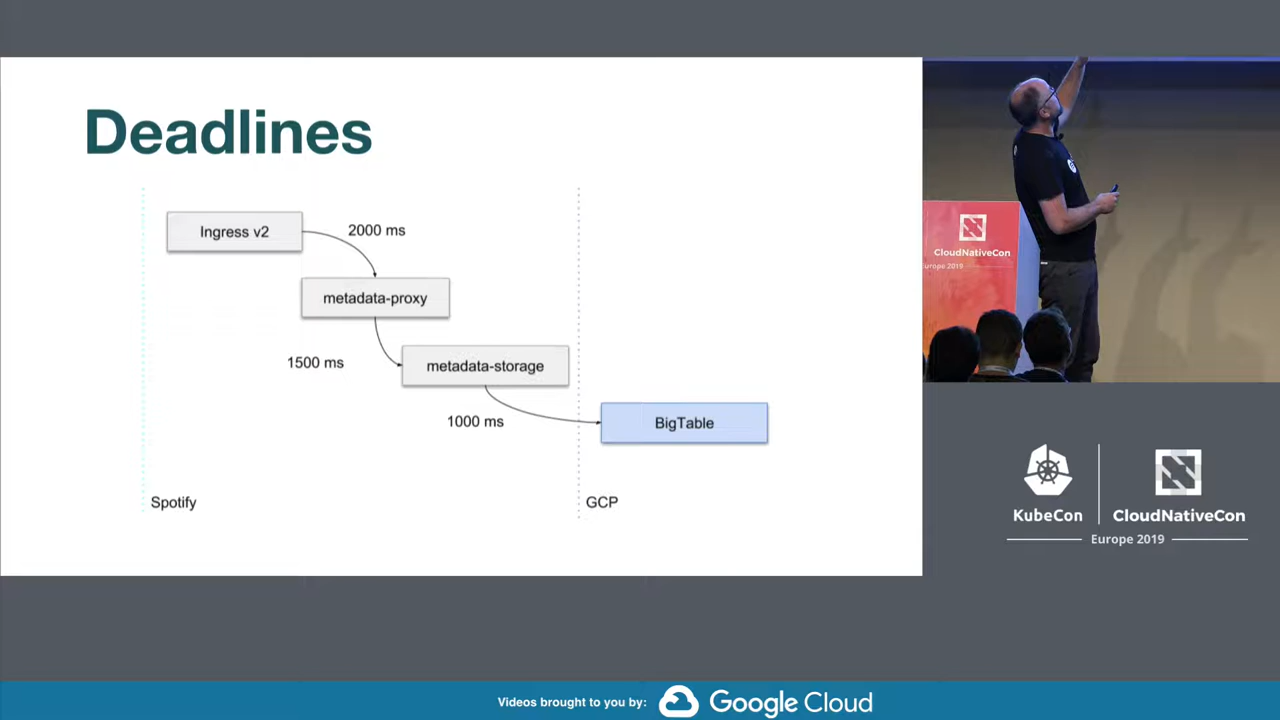 Deadlines
Ingress v2
2000 ms
metadata-proxy
1500 ms
metadata-storage
1000 ms
BigTable
Spotify
GCP
CloudNativeCon
Europe 2019
KubeCon
CloudNativeCon
Europe 2019
Videos brought to you by:
Google Cloud